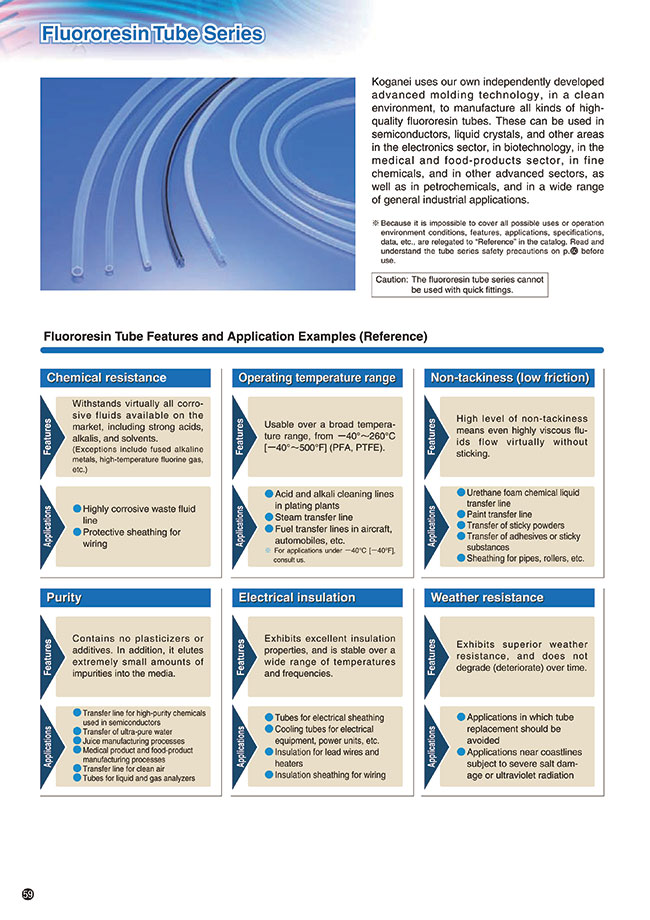 Fluororesin Tube Series
Koganei uses our own independently developed
advanced molding technology, in a clean
environment, to manufacture all kinds of high-
quality fluororesin tubes. These can be used in
semiconductors, liquid crystals, and other areas
in the electronics sector, in biotechnology, in the
medical and food-products sector, in fine
chemicals, and in other advanced sectors, as
well as in petrochemicals, and in a wide range
of general industrial applications.
※ Because it is impossible to cover all possible uses or operation
environment conditions, features, applications, specifications,
data, etc., are relegated to “Reference” in the catalog. Read and
understand the tube series safety precautions on p. before
use.
Caution: The fluororesin tube series cannot
be used with quick fittings.
Fluororesin Tube Features and Application Examples (Reference)
Chemical resistance
Features
Withstands virtually all corro-
sive fluids available on the
market, including strong acids,
alkalis, and solvents.
(Exceptions include fused alkaline
metals, high-temperature fluorine gas,
etc.)
Applications
● Highly corrosive waste fluid
line
● Protective sheathing for
wiring
Operating temperature range
Features
Usable over a broad tempera-
ture range, from −40°~260°C
[−40°~500°F] (PFA, PTFE).
Applications
● Acid and alkali cleaning lines
in plating plants
● Steam transfer line
● Fuel transfer lines in aircraft,
automobiles, etc.
● For applications under −40°C [−40°F],
consult us.
Non-tackiness (low friction)
Features
High level of non-tackiness
means even highly viscous flu-
ids flow virtually without
sticking.
Applications
● Urethane foam chemical liquid
transfer line
● Paint transfer line
● Transfer of sticky powders
● Transfer of adhesives or sticky
substances
● Sheathing for pipes, rollers, etc.
Purity
Features
Contains no plasticizers or
additives. In addition, it elutes
extremely small amounts of
impurities into the media.
Applications
● Transfer line for high-purity chemicals
used in semiconductors
● Transfer of ultra-pure water
● Juice manufacturing processes
● Medical product and food-product
manufacturing processes
● Transfer line for clean air
● Tubes for liquid and gas analyzers
Electrical insulation
Features
Exhibits excellent insulation
properties, and is stable over a
wide range of temperatures
and frequencies.
Applications
● Tubes for electrical sheathing
● Cooling tubes for electrical
equipment, power units, etc.
● Insulation for lead wires and
heaters
● Insulation sheathing for wiring
Weather resistance
Features
Exhibits superior weather
resistance, and does not
degrade (deteriorate) over time.
Applications
● Applications in which tube
replacement should be
avoided
● Applications near coastlines
subject to severe salt dam-
age or ultraviolet radiation
59